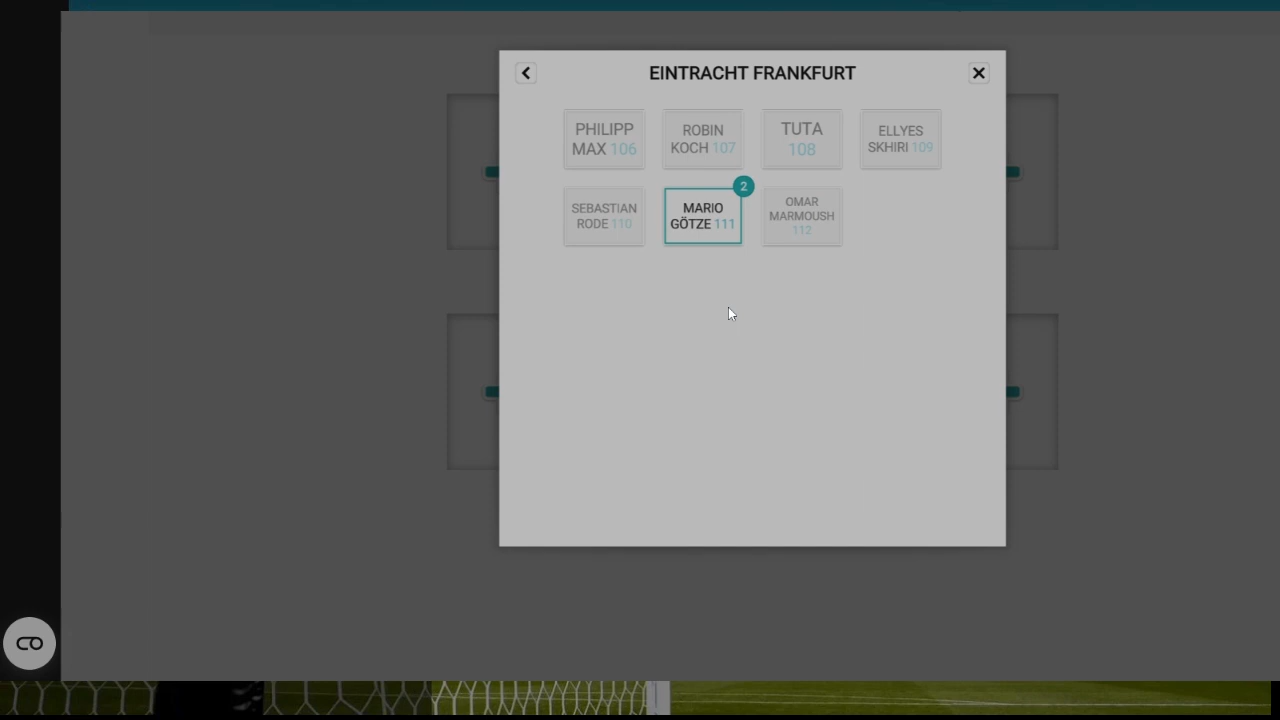 EINTRACHT FRANKFURT
PHILIPP
MAX 106
ROBIN
KOCH 107
TUTA
108
ELLYES
SKHIRI 109
SEBASTIAN
RODE 110
2
MARIO
GÖTZE 111
OMAR
MARMOUSH
112